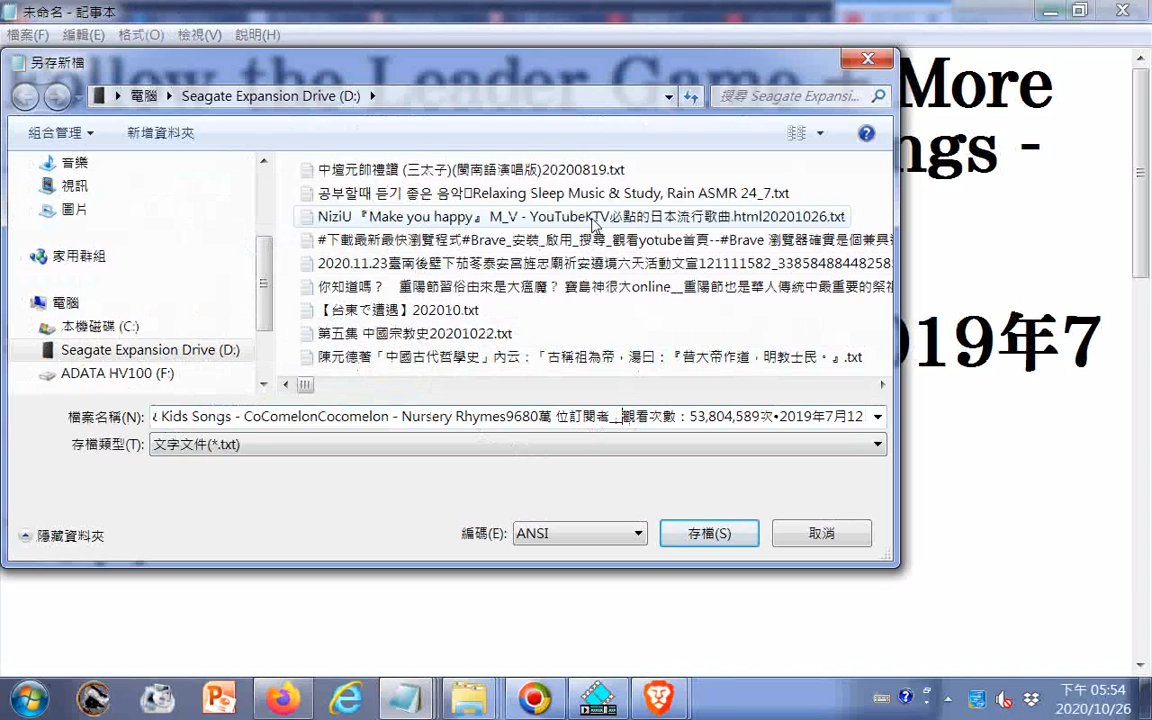 未命名 - 記事本
檔案(F) 編輯(E) 格式(O) 檢視(V) 說明(H)
Follow the Leader Game
More
另存新檔
電腦 Seagate Expansion Drive (D:)
搜尋 Seagate Expansi...
組合管理 新增資料夾
ngs -
音樂
視訊
圖片
家用群組
電腦
本機磁碟 (C:)
Seagate Expansion Drive (D:)
ADATA HV100 (F:)
中壇元帥禮讚 (三太子)(閩南語演唱版)20200819.txt
공부할때 듣기 좋은 음악 Relaxing Sleep Music & Study, Rain ASMR 24_7.txt
NiziU 『Make you happy』 M_V - YouTubeKTV必點的日本流行歌曲.html20201026.txt
#下載最新最快瀏覽程式#Brave_安裝_啟用_搜尋_觀看yotube首頁--#Brave 瀏覽器確實是個兼具
2020.11.23臺南後壁下茄苳泰安宮旌忠廟祈安遶境六天活動文宣121111582_3385848844825
你知道嗎？ 重陽節習俗由來是大瘟魔？ 寶島神很大online__重陽節也是華人傳統中最重要的祭
【台東で遭遇】202010.txt
第五集 中國宗教史20201022.txt
陳元德著「中國古代哲學史」內云：「古稱祖為帝，湯曰：『昔大帝作道，明教士民。』.txt
019年7
檔案名稱(N): Kids Songs - CoComelonCocomelon - Nursery Rhymes9680萬 位訂閱者__觀看次數：53,804,589次•2019年7月12
存檔類型(T): 文字文件(*.txt)
隱藏資料夾
編碼(E): ANSI
存檔(S) 取消
下午 05:54
2020/10/26